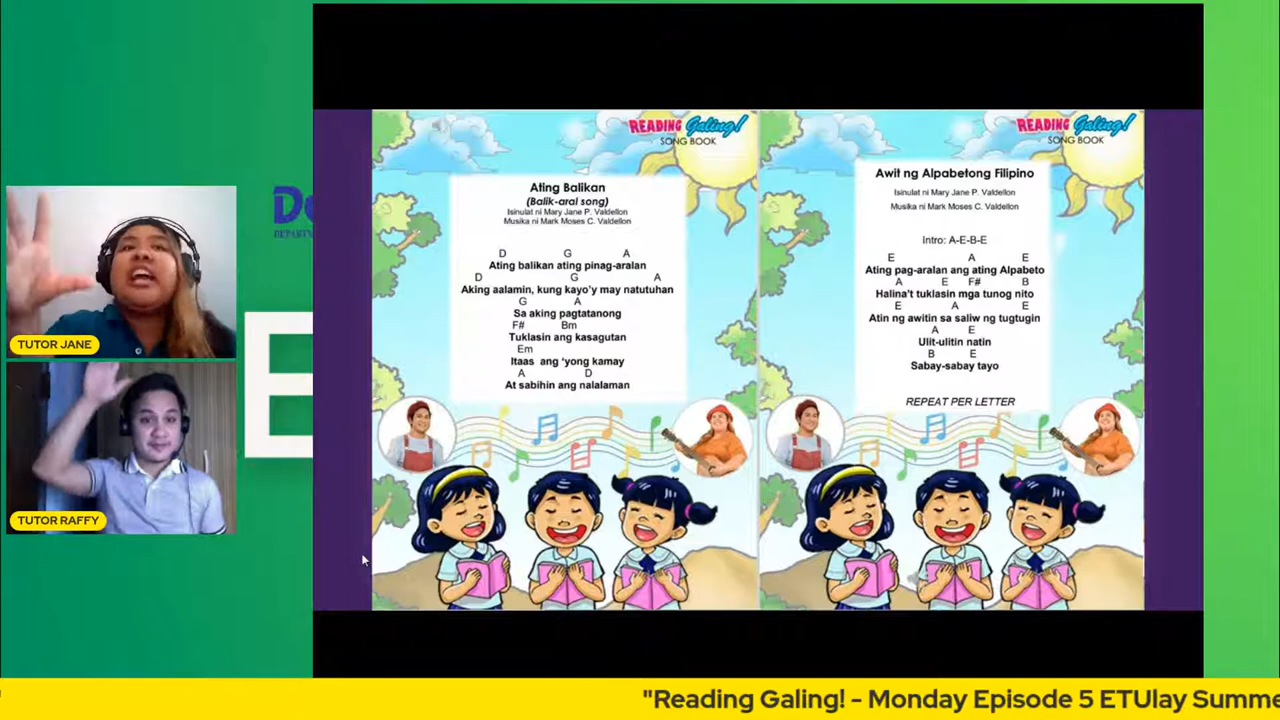 READING Galing!
SONG BOOK
Ating Balikan
(Balik-aral song)
Isinulat ni Mary Jane P. Valdellon
Musika ni Mark Moses C. Valdellon
D G A
Ating balikan ating pinag-aralan
D G A
Aking aalamin, kung kayo’y may natutuhan
G A
Sa aking pagtatanong
F# Bm
Tuklasin ang kasagutan
Em
Itaas ang ‘yong kamay
A D
At sabihin ang nalalaman
READING Galing!
SONG BOOK
Awit ng Alpabetong Filipino
Isinulat ni Mary Jane P. Valdellon
Musika ni Mark Moses C. Valdellon
Intro: A-E-B-E
E A E
Ating pag-aralan ang ating Alpabeto
A E F# B
Halina’t tuklasin mga tunog nito
E A E
Atin ng awitin sa saliw ng tugtugin
A E
Ulit-ulitin natin
B E
Sabay-sabay tayo
REPEAT PER LETTER
TUTOR JANE
TUTOR RAFFY
"Reading Galing! - Monday Episode 5 ETUlay Summe